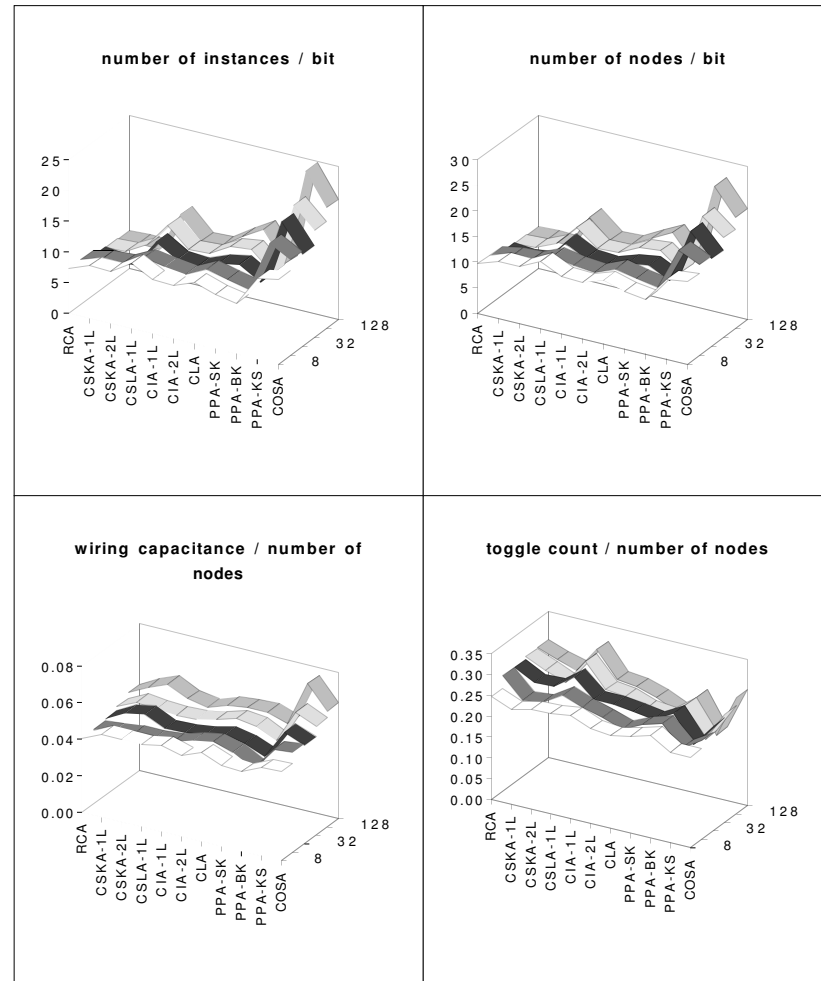 number of instances / bit
25
20
15
10
5
0
RCA
CSKA-1L
CSKA-2L
CSLA-1L
CIA-1L
CIA-2L
CLA
PPA-SK
PPA-BK
PPA-KS
COSA
8
32
128
number of nodes / bit
30
25
20
15
10
5
0
RCA
CSKA-1L
CSKA-2L
CSLA-1L
CIA-1L
CIA-2L
CLA
PPA-SK
PPA-BK
PPA-KS
COSA
8
32
128
wiring capacitance / number of
nodes
0.08
0.06
0.04
0.02
0.00
RCA
CSKA-1L
CSKA-2L
CSLA-1L
CIA-1L
CIA-2L
CLA
PPA-SK
PPA-BK
PPA-KS
COSA
8
32
128
toggle count / number of nodes
0.35
0.30
0.25
0.20
0.15
0.10
0.05
0.00
RCA
CSKA-1L
CSKA-2L
CSLA-1L
CIA-1L
CIA-2L
CLA
PPA-SK
PPA-BK
PPA-KS
COSA
8
32
128